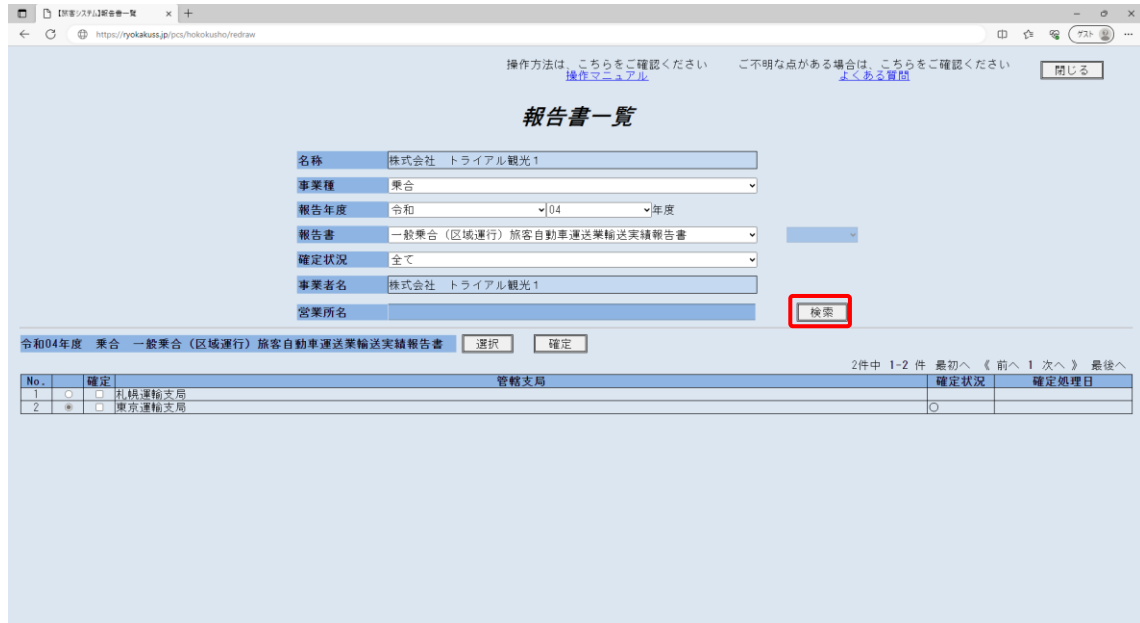 【旅客システム】報告書一覧
https://ryokakuss.jp/pcs/hokokusho/redraw
ゲスト
操作方法は、こちらをご確認ください ご不明な点がある場合は、こちらをご確認ください
操作マニュアル よくある質問 閉じる
報告書一覧
名称 株式会社 トライアル観光1
事業種 乗合
報告年度 令和 04 年度
報告書 一般乗合（区域運行）旅客自動車運送業輸送実績報告書
確定状況 全て
事業者名 株式会社 トライアル観光1
営業所名 検索
令和04年度 乗合 一般乗合（区域運行）旅客自動車運送業輸送実績報告書 選択 確定
2件中 1-2 件 最初へ 《 前へ 1 次へ 》 最後へ
No. 確定 管轄支局 確定状況 確定処理日
1 札幌運輸支局
2 東京運輸支局 〇